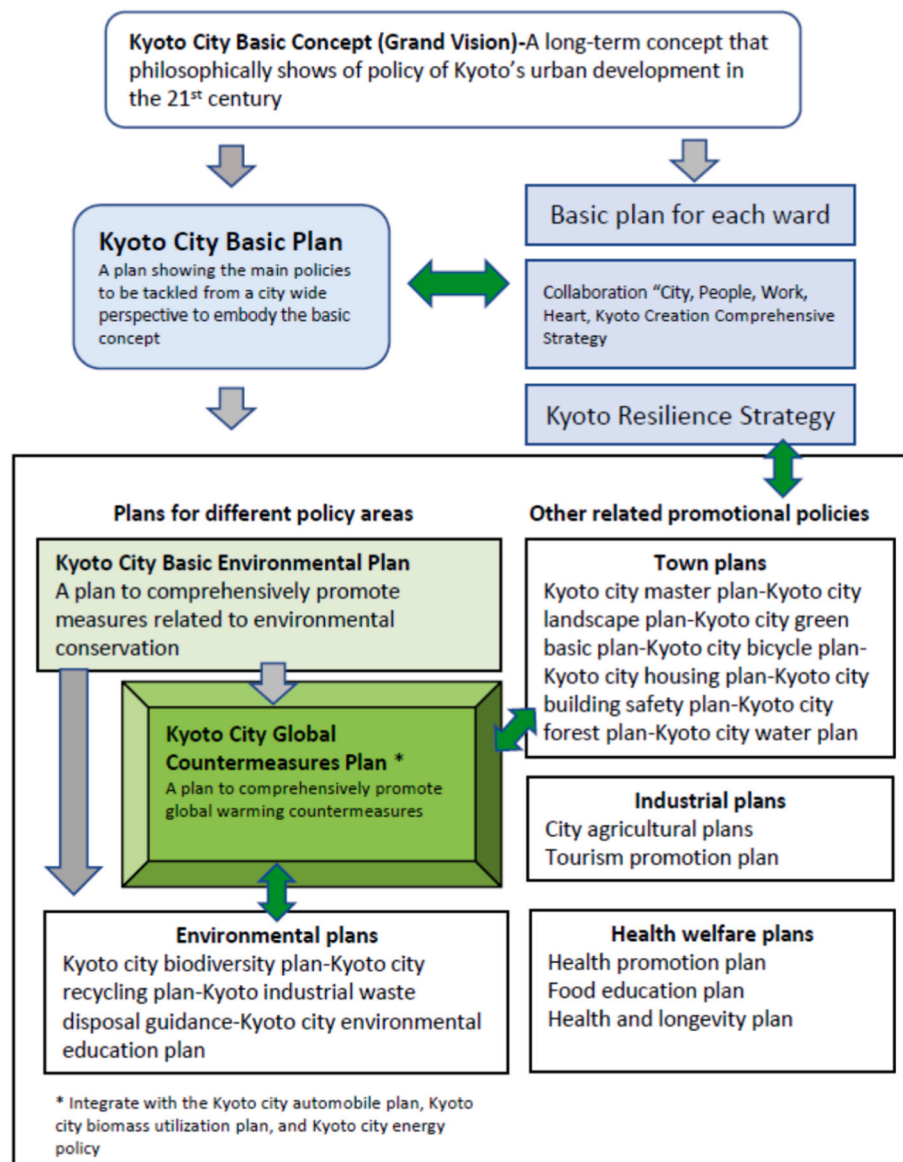 Kyoto City Basic Concept (Grand Vision)-A long-term concept that
philosophically shows of policy of Kyoto's urban development in
the 21st century
Kyoto City Basic Plan
A plan showing the main policies
to be tackled from a city wide
perspective to embody the basic
concept
Basic plan for each ward
Collaboration "City, People, Work,
Heart, Kyoto Creation Comprehensive
Strategy
Kyoto Resilience Strategy
Plans for different policy areas
Kyoto City Basic Environmental Plan
A plan to comprehensively promote
measures related to environmental
conservation
Kyoto City Global
Countermeasures Plan *
A plan to comprehensively promote
global warming countermeasures
Environmental plans
Kyoto city biodiversity plan-Kyoto city
recycling plan-Kyoto industrial waste
disposal guidance-Kyoto city environmental
education plan
* Integrate with the Kyoto city automobile plan, Kyoto
city biomass utilization plan, and Kyoto city energy
policy
Other related promotional policies
Town plans
Kyoto city master plan-Kyoto city
landscape plan-Kyoto city green
basic plan-Kyoto city bicycle plan-
Kyoto city housing plan-Kyoto city
building safety plan-Kyoto city
forest plan-Kyoto city water plan
Industrial plans
City agricultural plans
Tourism promotion plan
Health welfare plans
Health promotion plan
Food education plan
Health and longevity plan